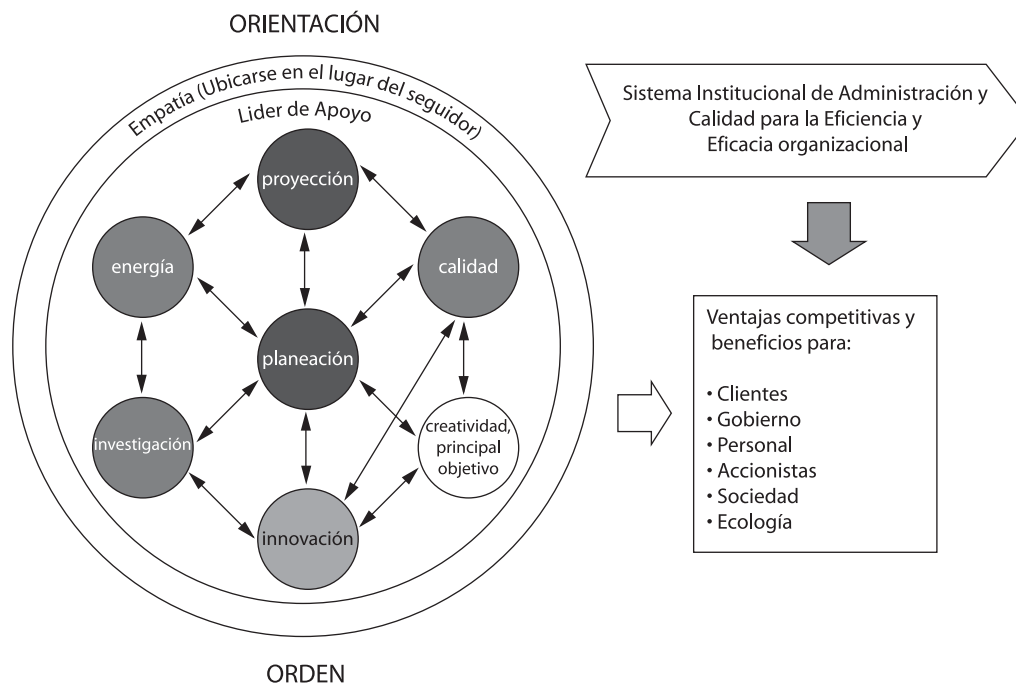 ORIENTACIÓN
Empatía (Ubicarse en el lugar del seguidor)
Lider de Apoyo
proyección
energía
calidad
planeación
investigación
creatividad,
principal
objetivo
innovación
ORDEN
Sistema Institucional de Administración y
Calidad para la Eficiencia y
Eficacia organizacional
Ventajas competitivas y
beneficios para:
• Clientes
• Gobierno
• Personal
• Accionistas
• Sociedad
• Ecología